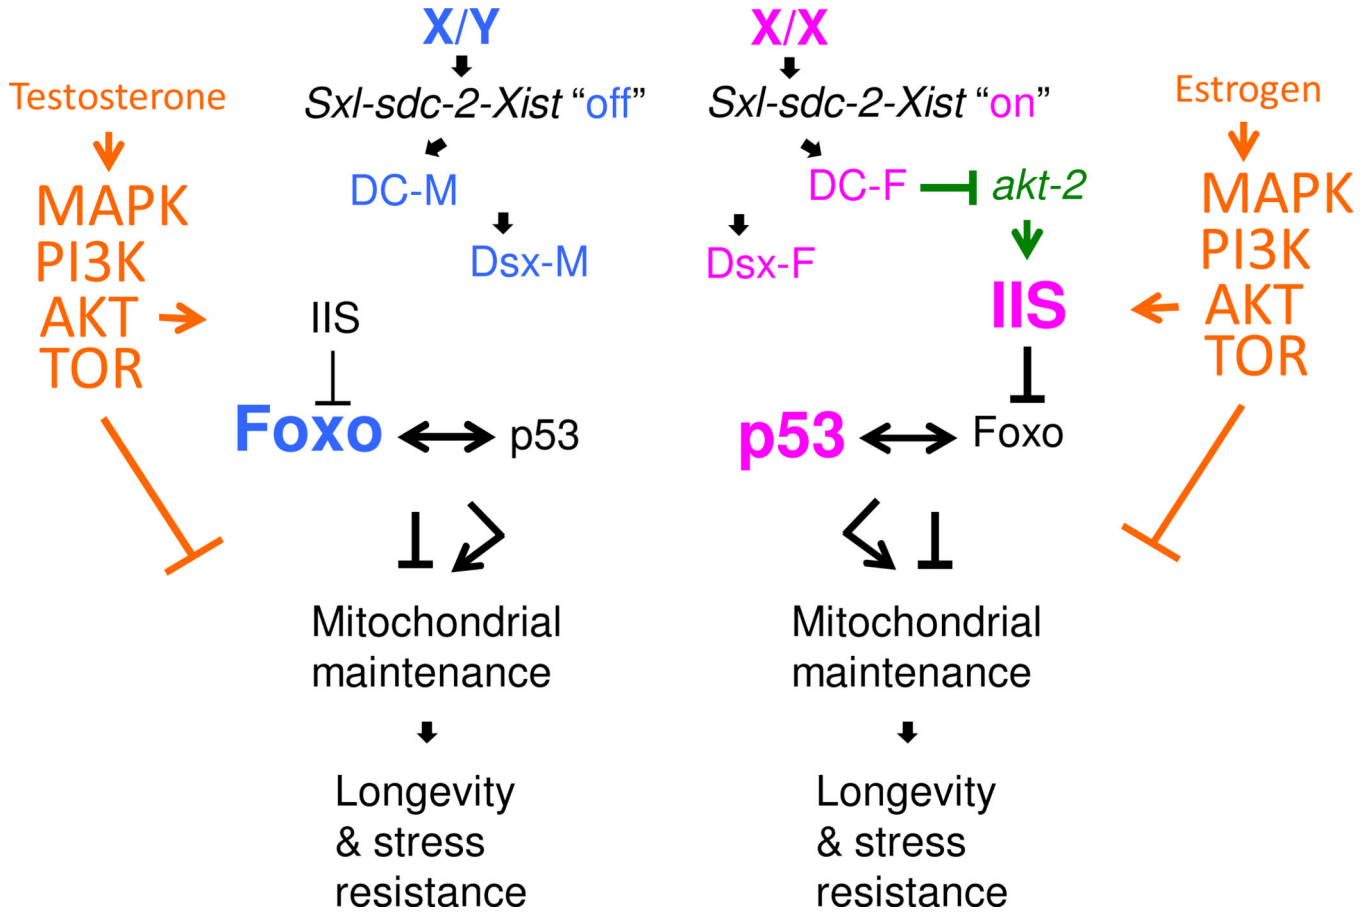 X/Y
X/X
Testosterone
Sxl-sdc-2-Xist “off”
Sxl-sdc-2-Xist “on”
Estrogen
MAPK
PI3K
AKT
TOR
DC-M
Dsx-M
DC-F
akt-2
Dsx-F
MAPK
PI3K
AKT
TOR
IIS
IIS
Foxo
p53
p53
Foxo
Mitochondrial
maintenance
Mitochondrial
maintenance
Longevity
& stress
resistance
Longevity
& stress
resistance